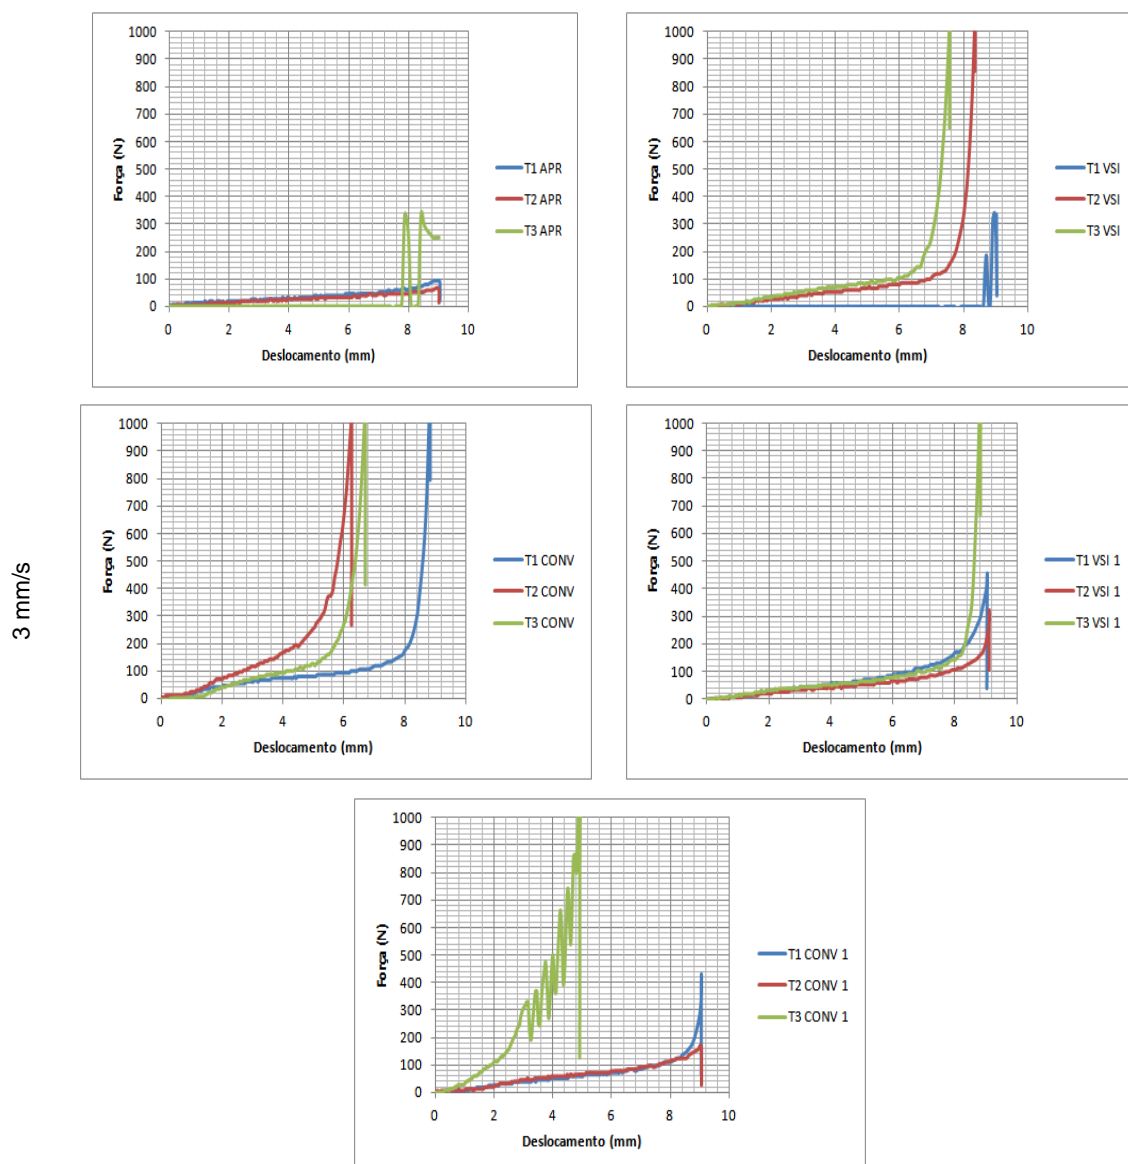 3 mm/s
1000
900
800
700
600
500
400
300
200
100
0
Força (N)
0 2 4 6 8 10
Deslocamento (mm)
T1 APR
T2 APR
T3 APR
1000
900
800
700
600
500
400
300
200
100
0
Força (N)
0 2 4 6 8 10
Deslocamento (mm)
T1 VSI
T2 VSI
T3 VSI
1000
900
800
700
600
500
400
300
200
100
0
Força (N)
0 2 4 6 8 10
Deslocamento (mm)
T1 CONV
T2 CONV
T3 CONV
1000
900
800
700
600
500
400
300
200
100
0
Força (N)
0 2 4 6 8 10
Deslocamento (mm)
T1 VSI 1
T2 VSI 1
T3 VSI 1
1000
900
800
700
600
500
400
300
200
100
0
Força (N)
0 2 4 6 8 10
Deslocamento (mm)
T1 CONV 1
T2 CONV 1
T3 CONV 1